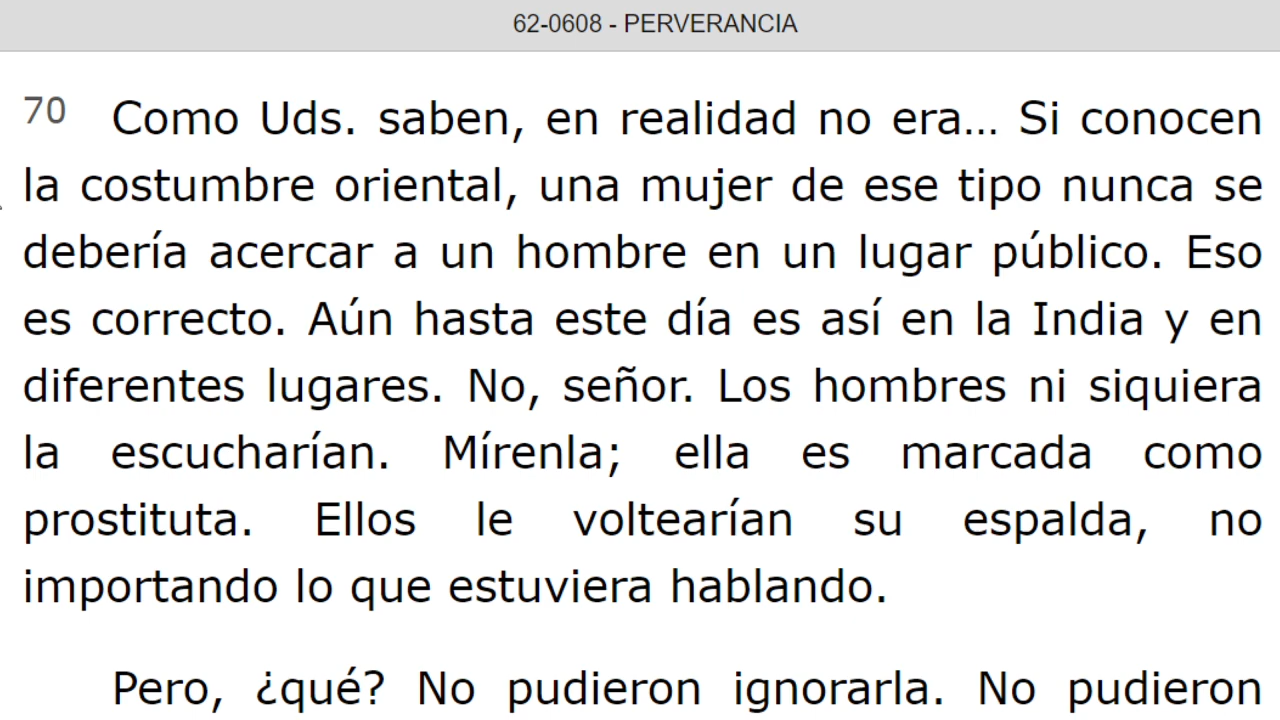 62-0608 - PERVERANCIA
70 Como Uds. saben, en realidad no era... Si conocen
la costumbre oriental, una mujer de ese tipo nunca se
debería acercar a un hombre en un lugar público. Eso
es correcto. Aún hasta este día es así en la India y en
diferentes lugares. No, señor. Los hombres ni siquiera
la escucharían. Mírenla; ella es marcada como
prostituta. Ellos le voltearían su espalda, no
importando lo que estuviera hablando.
Pero, ¿qué? No pudieron ignorarla. No pudieron